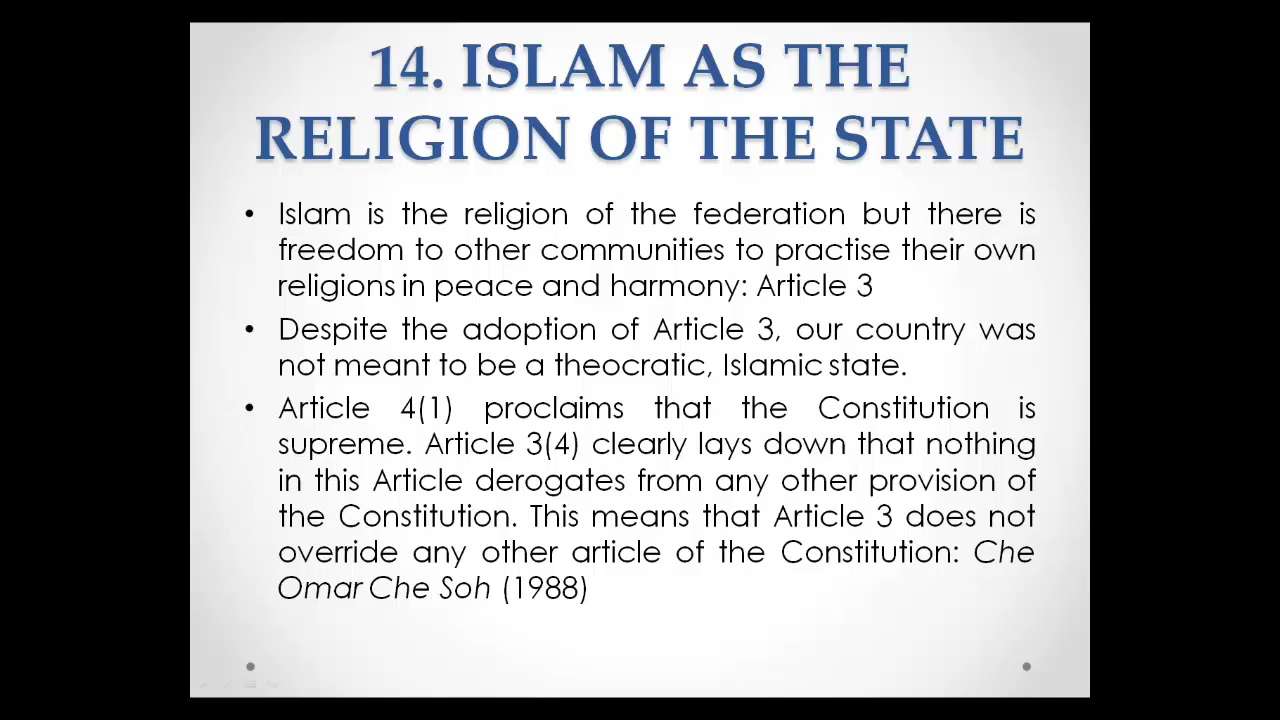 14. ISLAM AS THE
RELIGION OF THE STATE
• Islam is the religion of the federation but there is
freedom to other communities to practise their own
religions in peace and harmony: Article 3
• Despite the adoption of Article 3, our country was
not meant to be a theocratic, Islamic state.
• Article 4(1) proclaims that the Constitution is
supreme. Article 3(4) clearly lays down that nothing
in this Article derogates from any other provision of
the Constitution. This means that Article 3 does not
override any other article of the Constitution: Che
Omar Che Soh (1988)